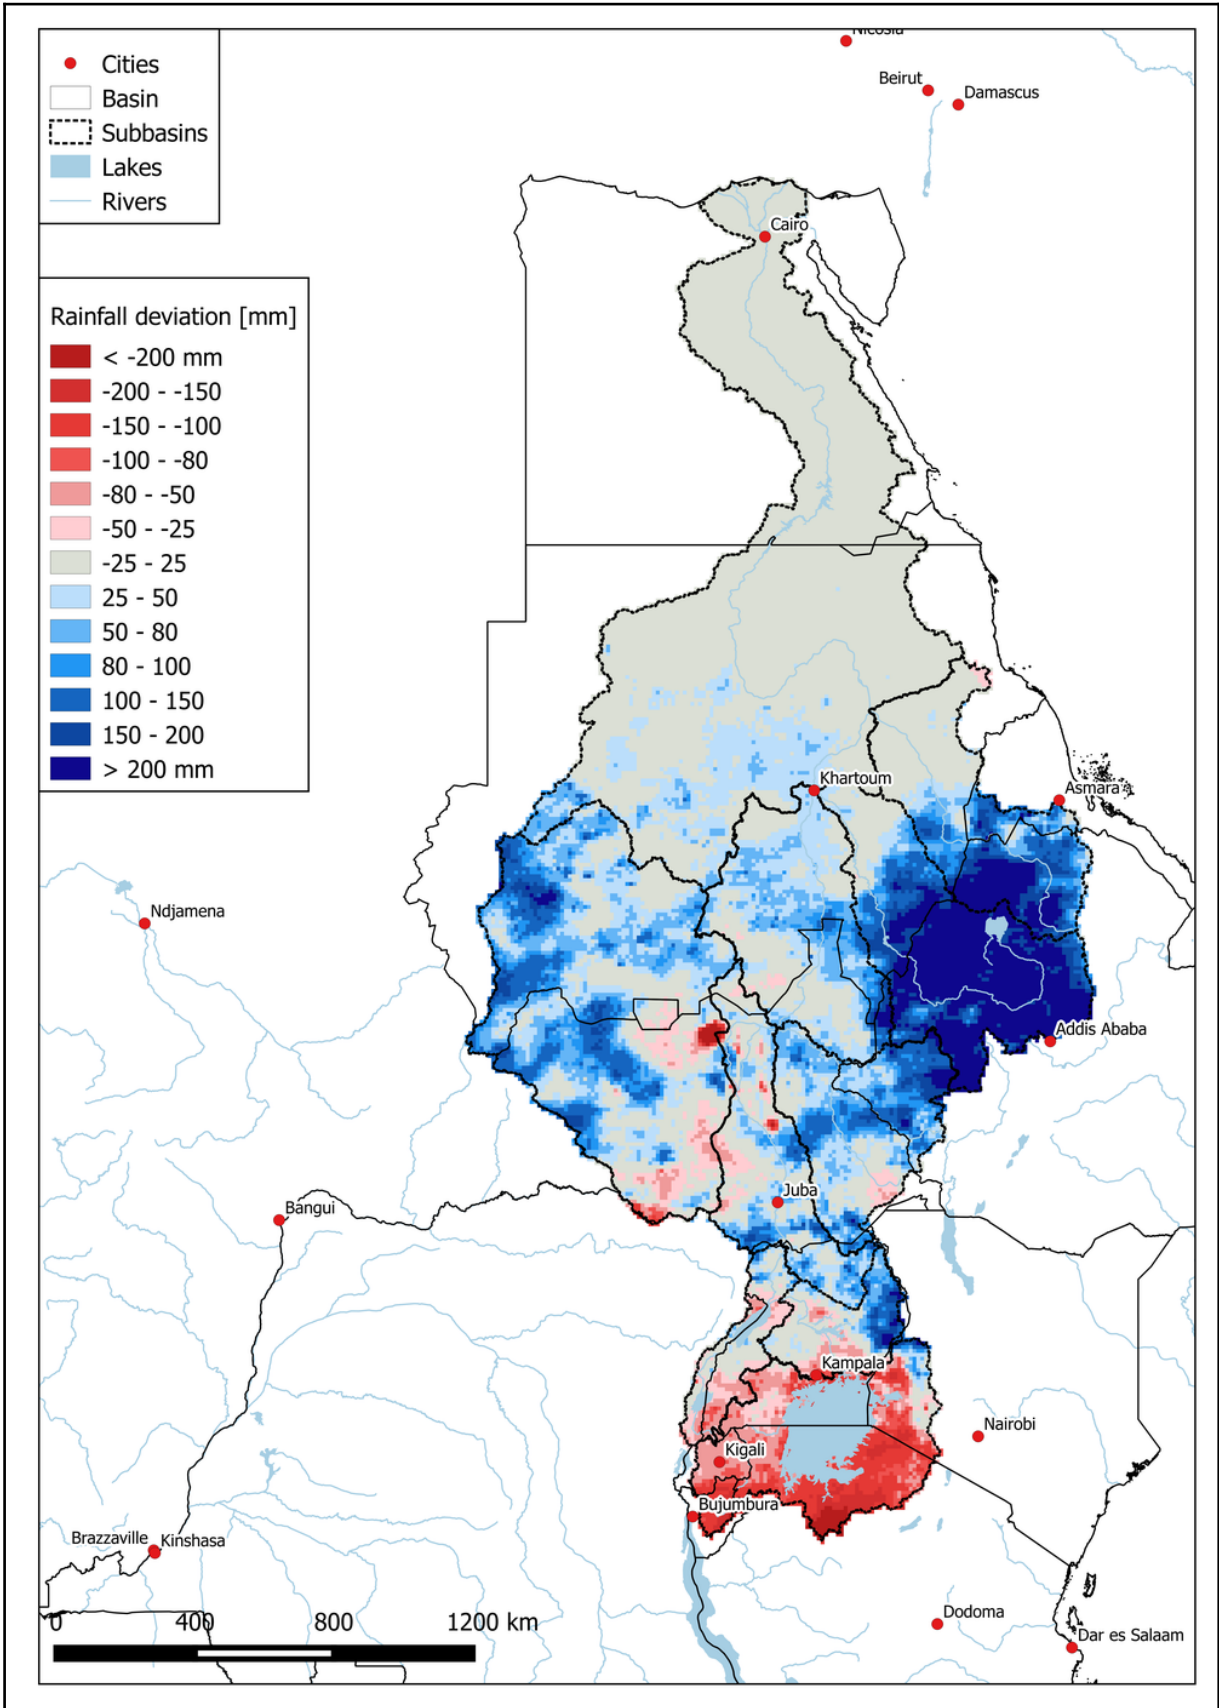 Nicosia
Cities
Beirut
Damascus
Basin
Subbasins
Lakes
Rivers
Cairo
Rainfall deviation [mm]
< -200 mm
-200 - -150
-150 - -100
-100 - -80
-80 - -50
-50 - -25
-25 - 25
25 - 50
50 - 80
80 - 100
100 - 150
150 - 200
> 200 mm
Khartoum
Asmara
Ndjamena
Addis Ababa
Juba
Bangui
Kampala
Nairobi
Kigali
Bujumbura
Brazzaville
Kinshasa
Dodoma
Dar es Salaam
0 400 800 1200 km